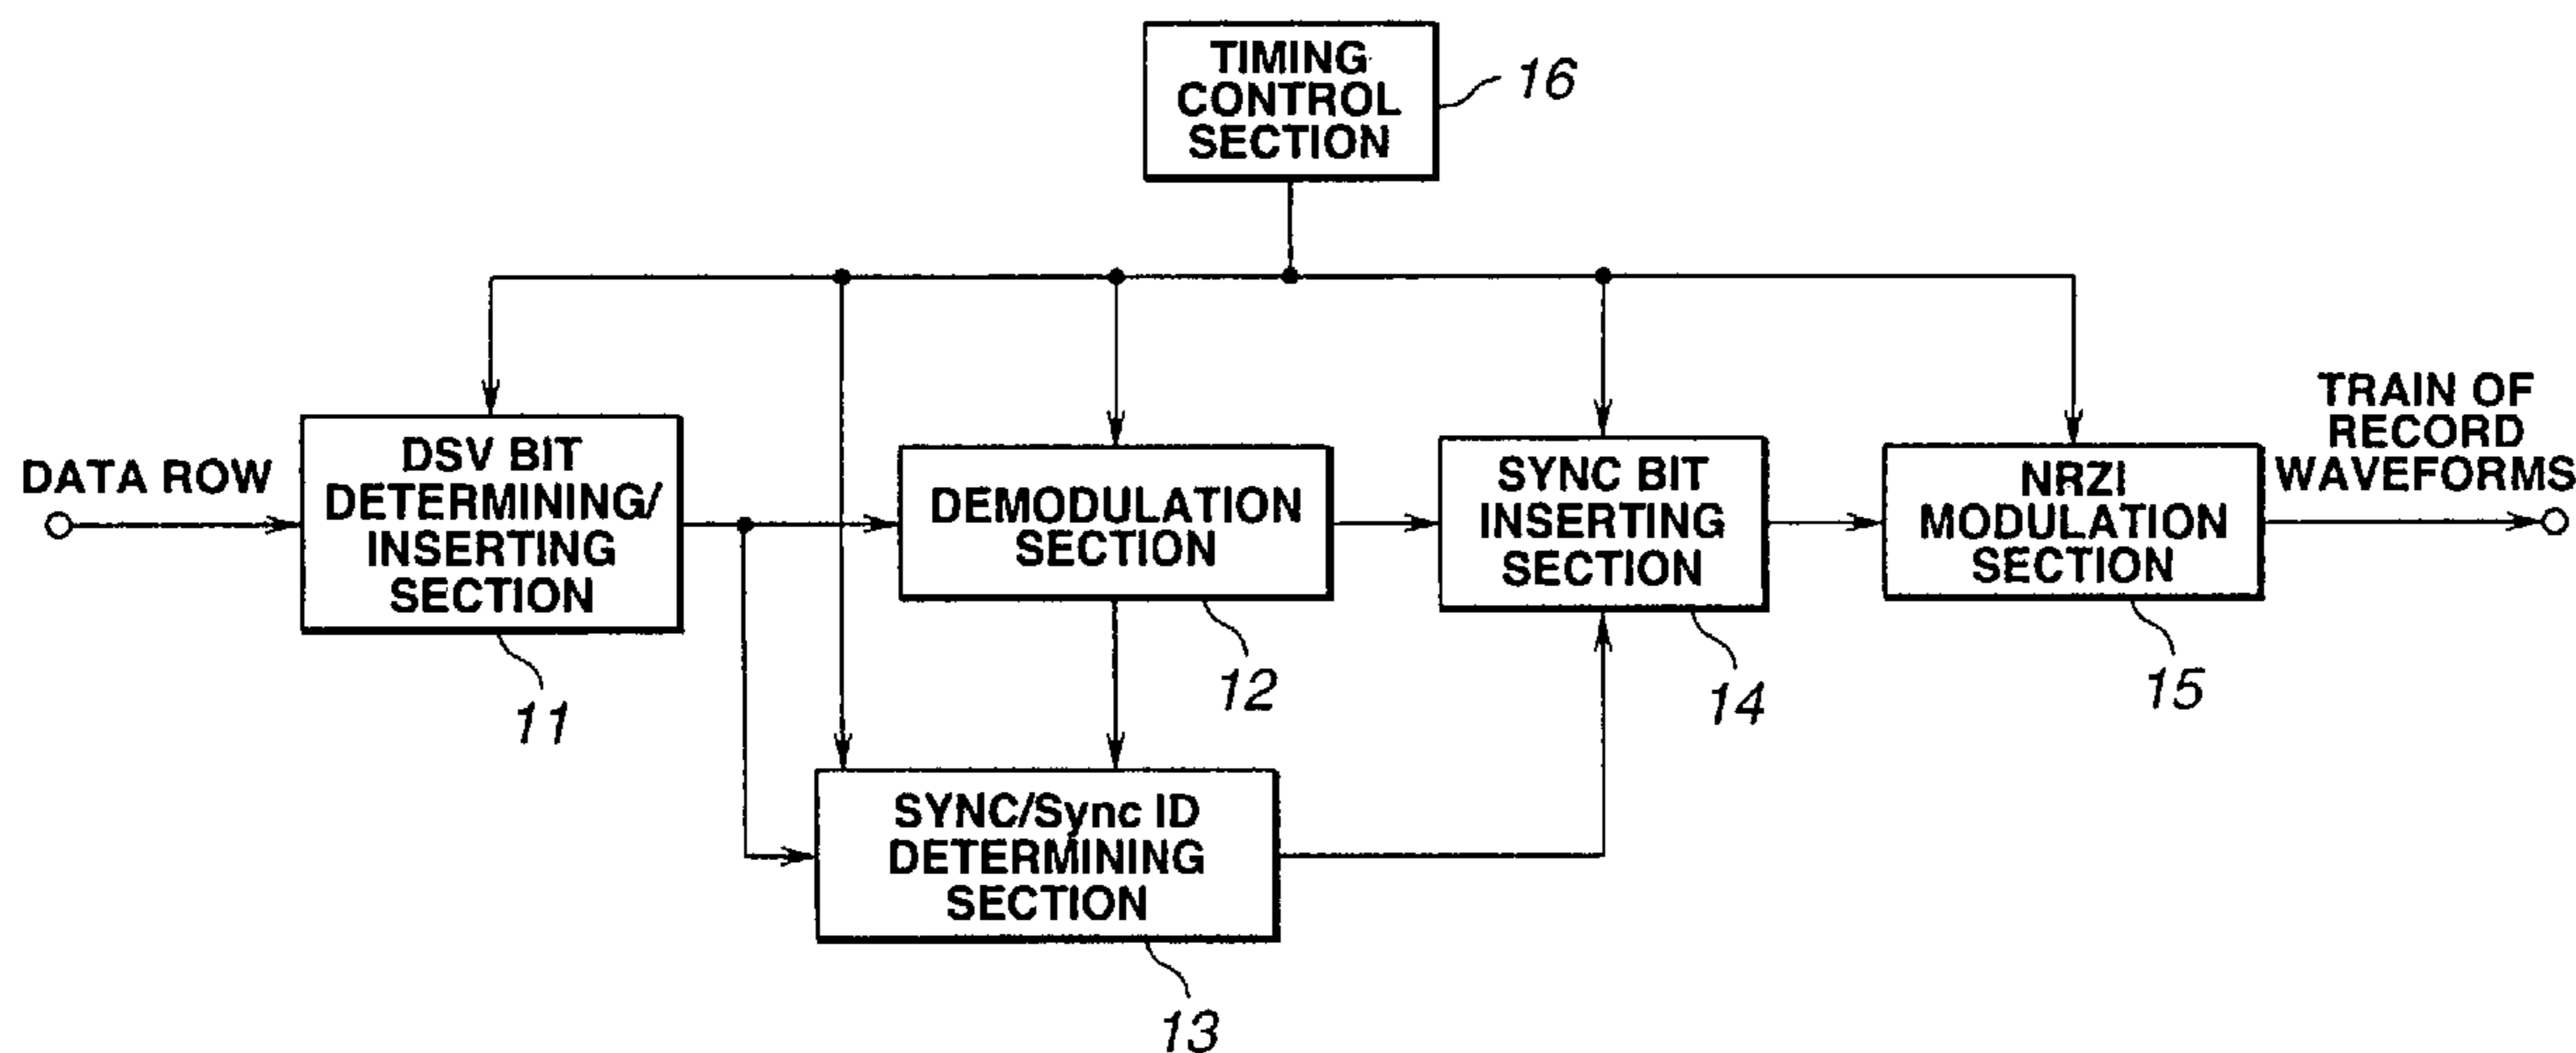 TIMING
CONTROL
SECTION
16
DATA ROW
DSV BIT
DETERMINING/
INSERTING
SECTION
11
DEMODULATION
SECTION
12
SYNC BIT
INSERTING
SECTION
14
NRZI
MODULATION
SECTION
15
TRAIN OF
RECORD
WAVEFORMS
SYNC/Sync ID
DETERMINING
SECTION
13